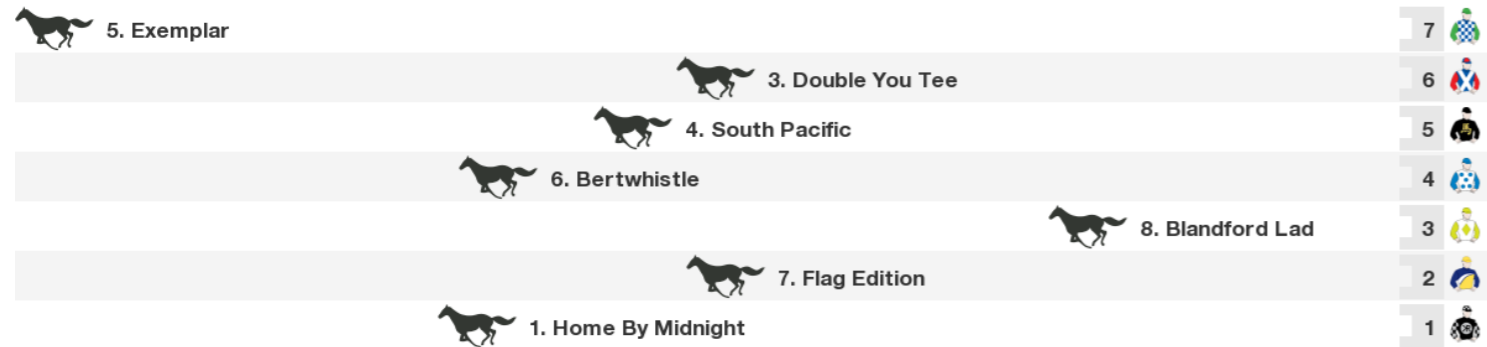 5. Exemplar 7
3. Double You Tee 6
4. South Pacific 5
6. Bertwhistle 4
8. Blandford Lad 3
7. Flag Edition 2
1. Home By Midnight 1